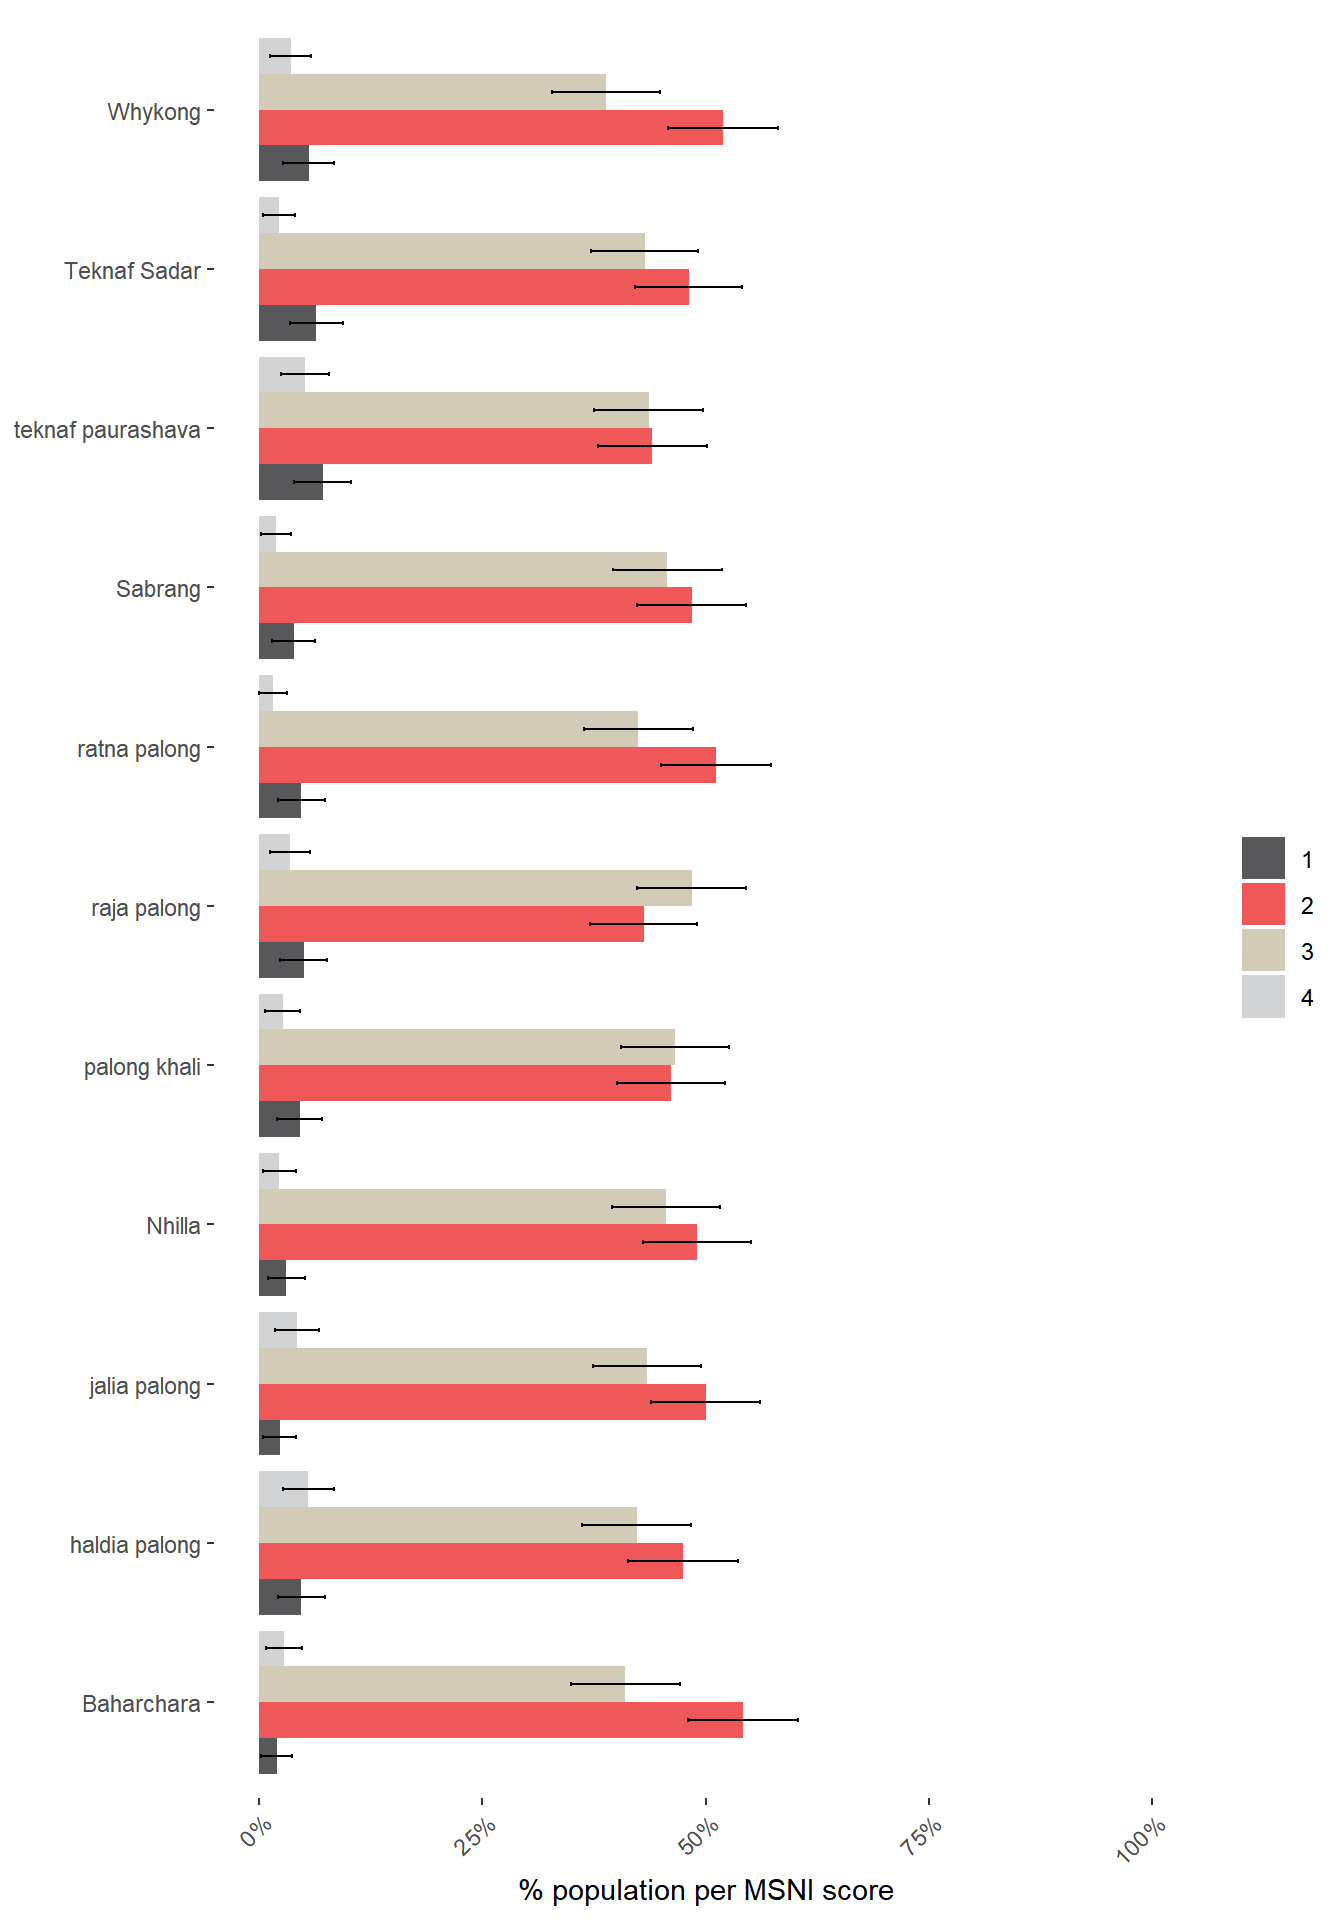 Whykong
Teknaf Sadar
teknaf paurashava
Sabrang
ratna palong
raja palong
palong khali
Nhilla
jalia palong
haldia palong
Baharchara
0%
25%
50%
75%
100%
% population per MSNI score
1
2
3
4